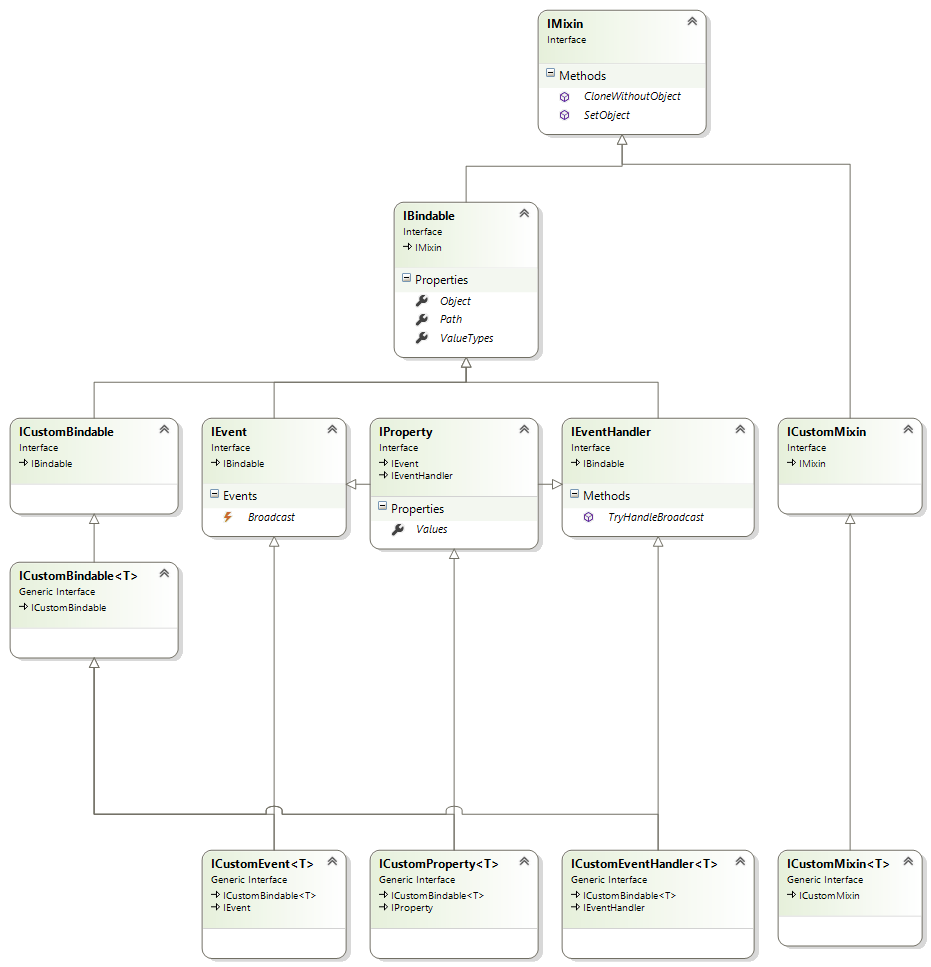 IMixin
Interface
Methods
CloneWithoutObject
SetObject
IBindable
Interface
IMixin
Properties
Object
Path
ValueTypes
ICustomBindable
Interface
IBindable
IEvent
Interface
IBindable
Events
Broadcast
IProperty
Interface
IEvent
IEventHandler
Properties
Values
IEventHandler
Interface
IBindable
Methods
TryHandleBroadcast
ICustomMixin
Interface
IMixin
ICustomBindable<T>
Generic Interface
ICustomBindable
ICustomEvent<T>
Generic Interface
ICustomBindable<T>
IEvent
ICustomProperty<T>
Generic Interface
ICustomBindable<T>
IProperty
ICustomEventHandler<T>
Generic Interface
ICustomBindable<T>
IEventHandler
ICustomMixin<T>
Generic Interface
ICustomMixin